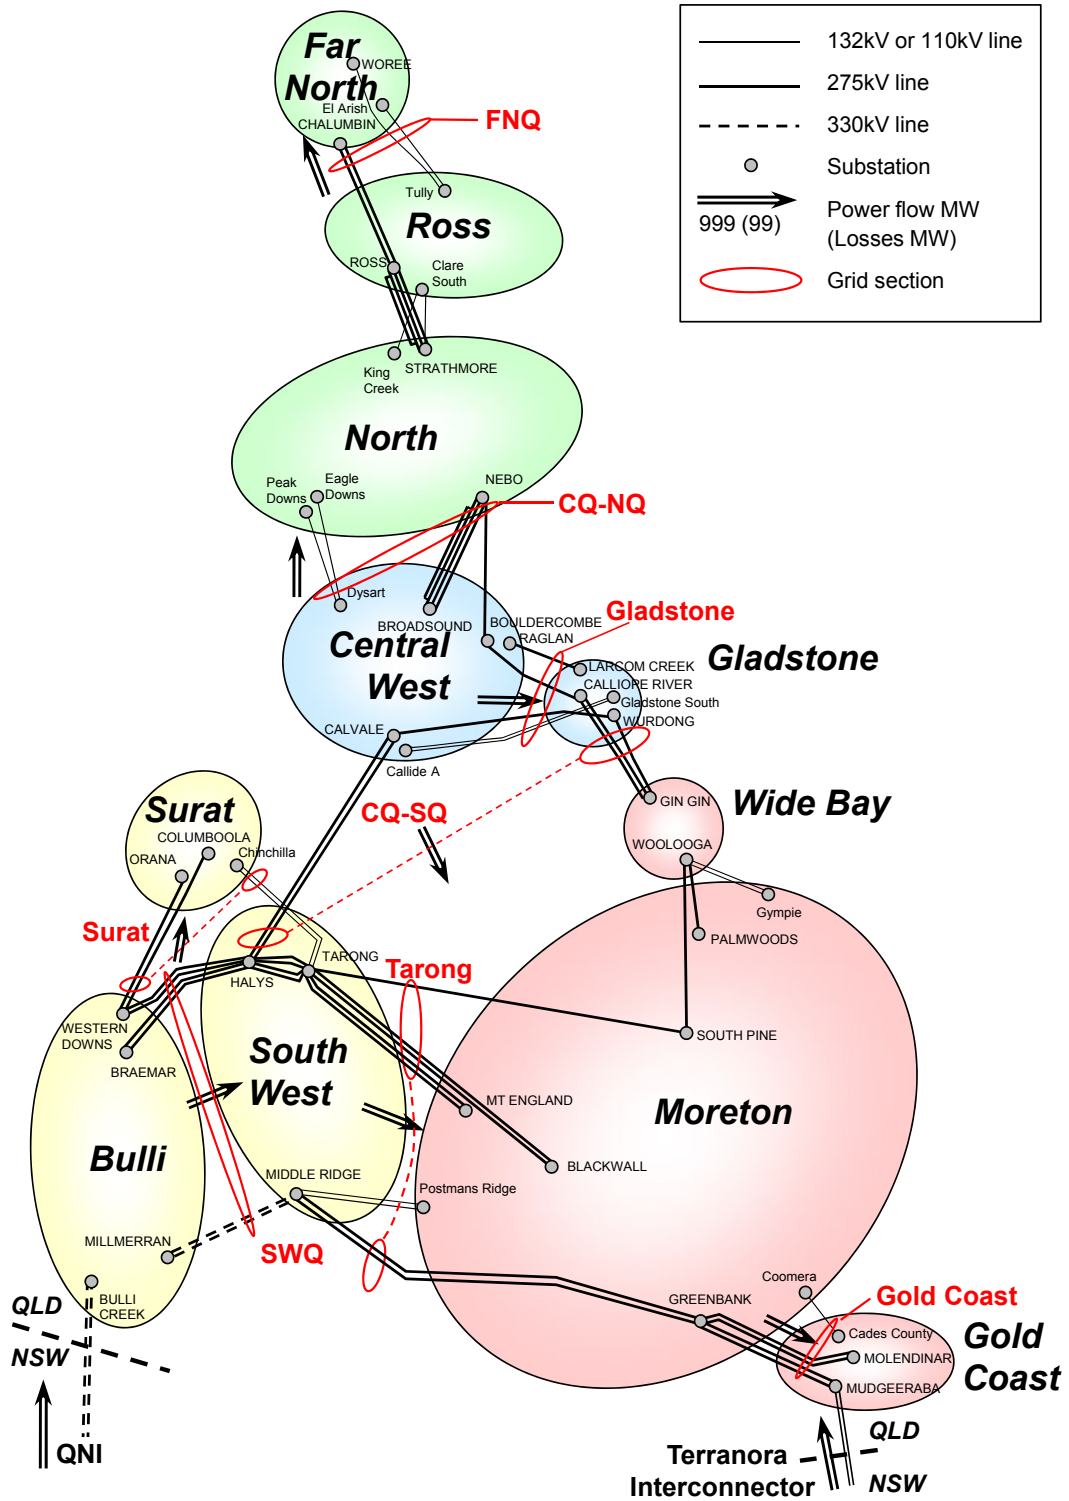 132kV or 110kV line
275kV line
330kV line
Substation
999 (99)
Power flow MW
(Losses MW)
Grid section
Far
North
WOREE
El Arish
CHALUMBIN
FNQ
Tully
Ross
ROSS
Clare
South
King
Creek
STRATHMORE
North
Peak
Downs
Eagle
Downs
NEBO
CQ-NQ
Dysart
BROADSOUND
BOULDERCOMBE
RAGLAN
Gladstone
Central
West
LARCOM CREEK
CALLIOPE RIVER
Gladstone South
WURDONG
Gladstone
CALVALE
Callide A
Surat
COLUMBOOLA
ORANA
Chinchilla
CQ-SQ
GIN GIN
Wide Bay
WOOLOOGA
Gympie
PALMWOODS
Surat
HALYS
TARONG
Tarong
WESTERN
DOWNS
BRAEMAR
SOUTH PINE
South
West
MT ENGLAND
Moreton
Bulli
BLACKWALL
MIDDLE RIDGE
Postmans Ridge
MILLMERRAN
SWQ
BULLI
CREEK
QLD
NSW
QNI
Coomera
GREENBANK
Gold Coast
Cades County
MOLENDINAR
MUDGEERABA
Gold
Coast
QLD
NSW
Terranora
Interconnector